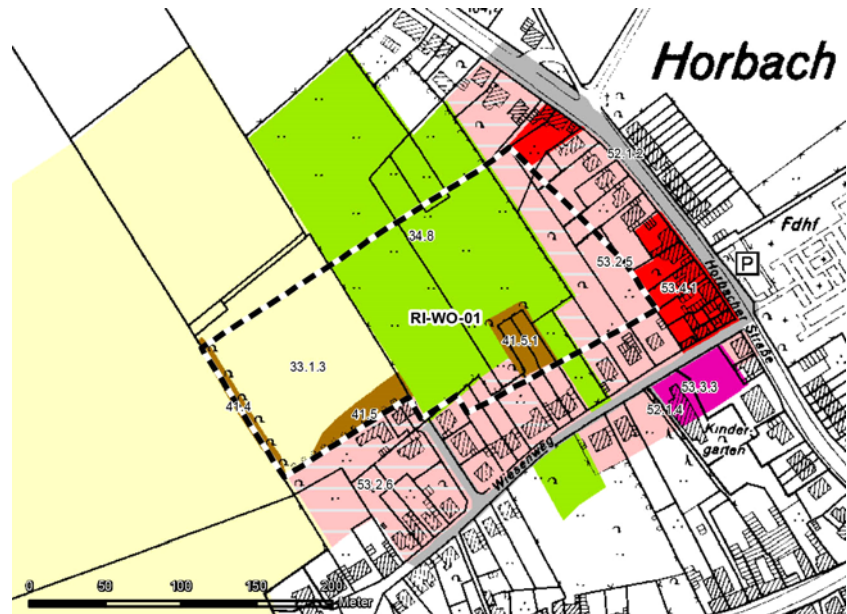 Horbach
52.1.2
Fdhf
34.8
53.2.5
P
53.4.1
Horbacher Straße
RI-WO-01
41.5.1
33.1.3
53.3.3
41.4
41.5
52.1.4
Kinder-
garten
Wiesenweg
53.2.6
0 50 100 150 200
Meter